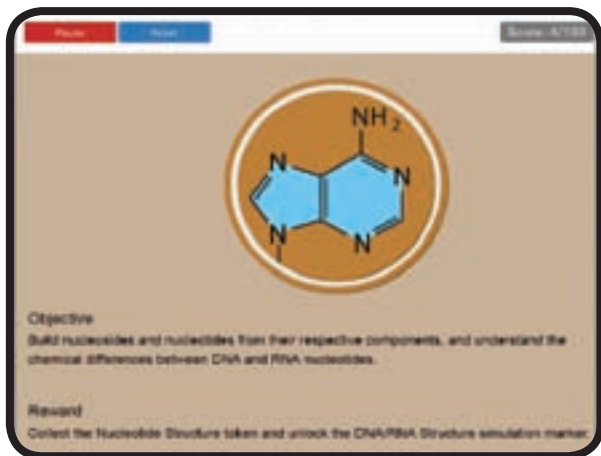 Reset
NH2
N
N
N
N
Objective
Build nucleosides and nucleotides from their respective components, and understand the
chemical differences between DNA and RNA nucleotides.
Reward
Collect the Nucleotide Structure token and unlock the DNA/RNA Structure simulation marker.